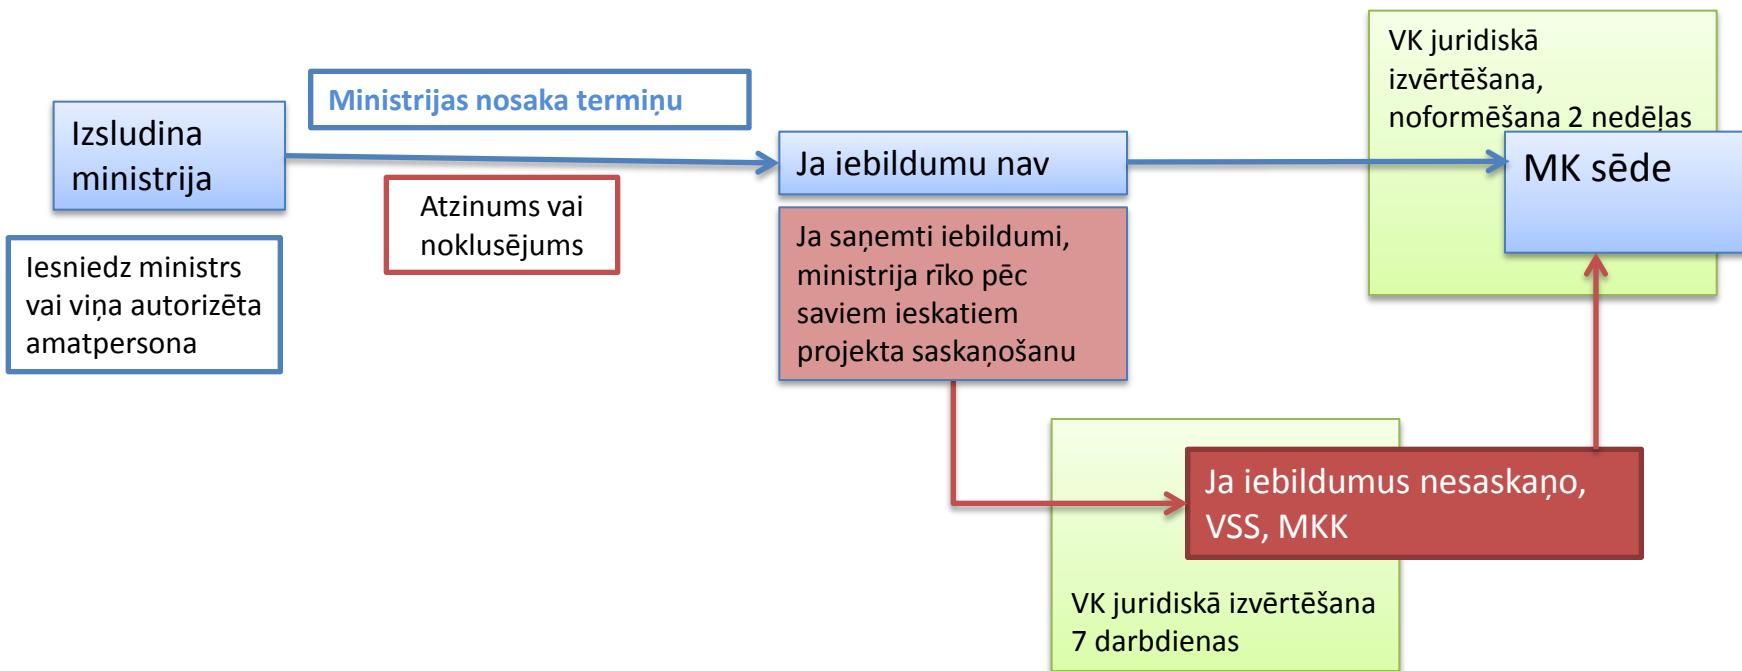 Izsludina
ministrija
Iesniedz ministrs
vai viņa autorizēta
amatpersona
Ministrijas nosaka termiņu
Atzinums vai
noklusējums
Ja iebildumu nav
Ja saņemti iebildumi,
ministrija rīko pēc
saviem ieskatiem
projekta saskaņošanu
VK juridiskā
izvērtēšana,
noformēšana 2 nedēļas
MK sēde
Ja iebildumus nesaskaņo,
VSS, MKK
VK juridiskā izvērtēšana
7 darbdienas